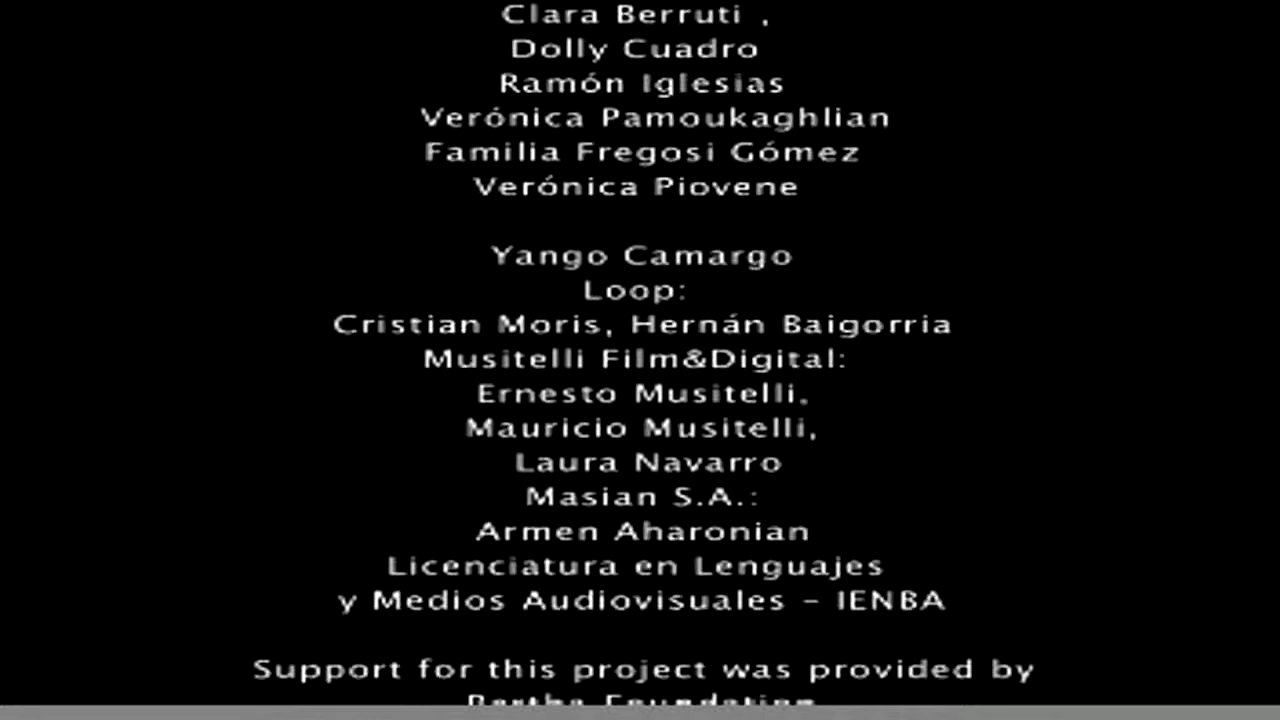 Clara Berruti ,
Dolly Cuadro
Ramón Iglesias
Verónica Pamoukaghlian
Familia Fregosi Gómez
Verónica Piovene
Yango Camargo
Loop:
Cristian Moris, Hernán Baigorria
Musitelli Film&Digital:
Ernesto Musitelli,
Mauricio Musitelli,
Laura Navarro
Masian S.A.:
Armen Aharonian
Licenciatura en Lenguajes
y Medios Audiovisuales – IENBA
Support for this project was provided by
Bertha Foundation